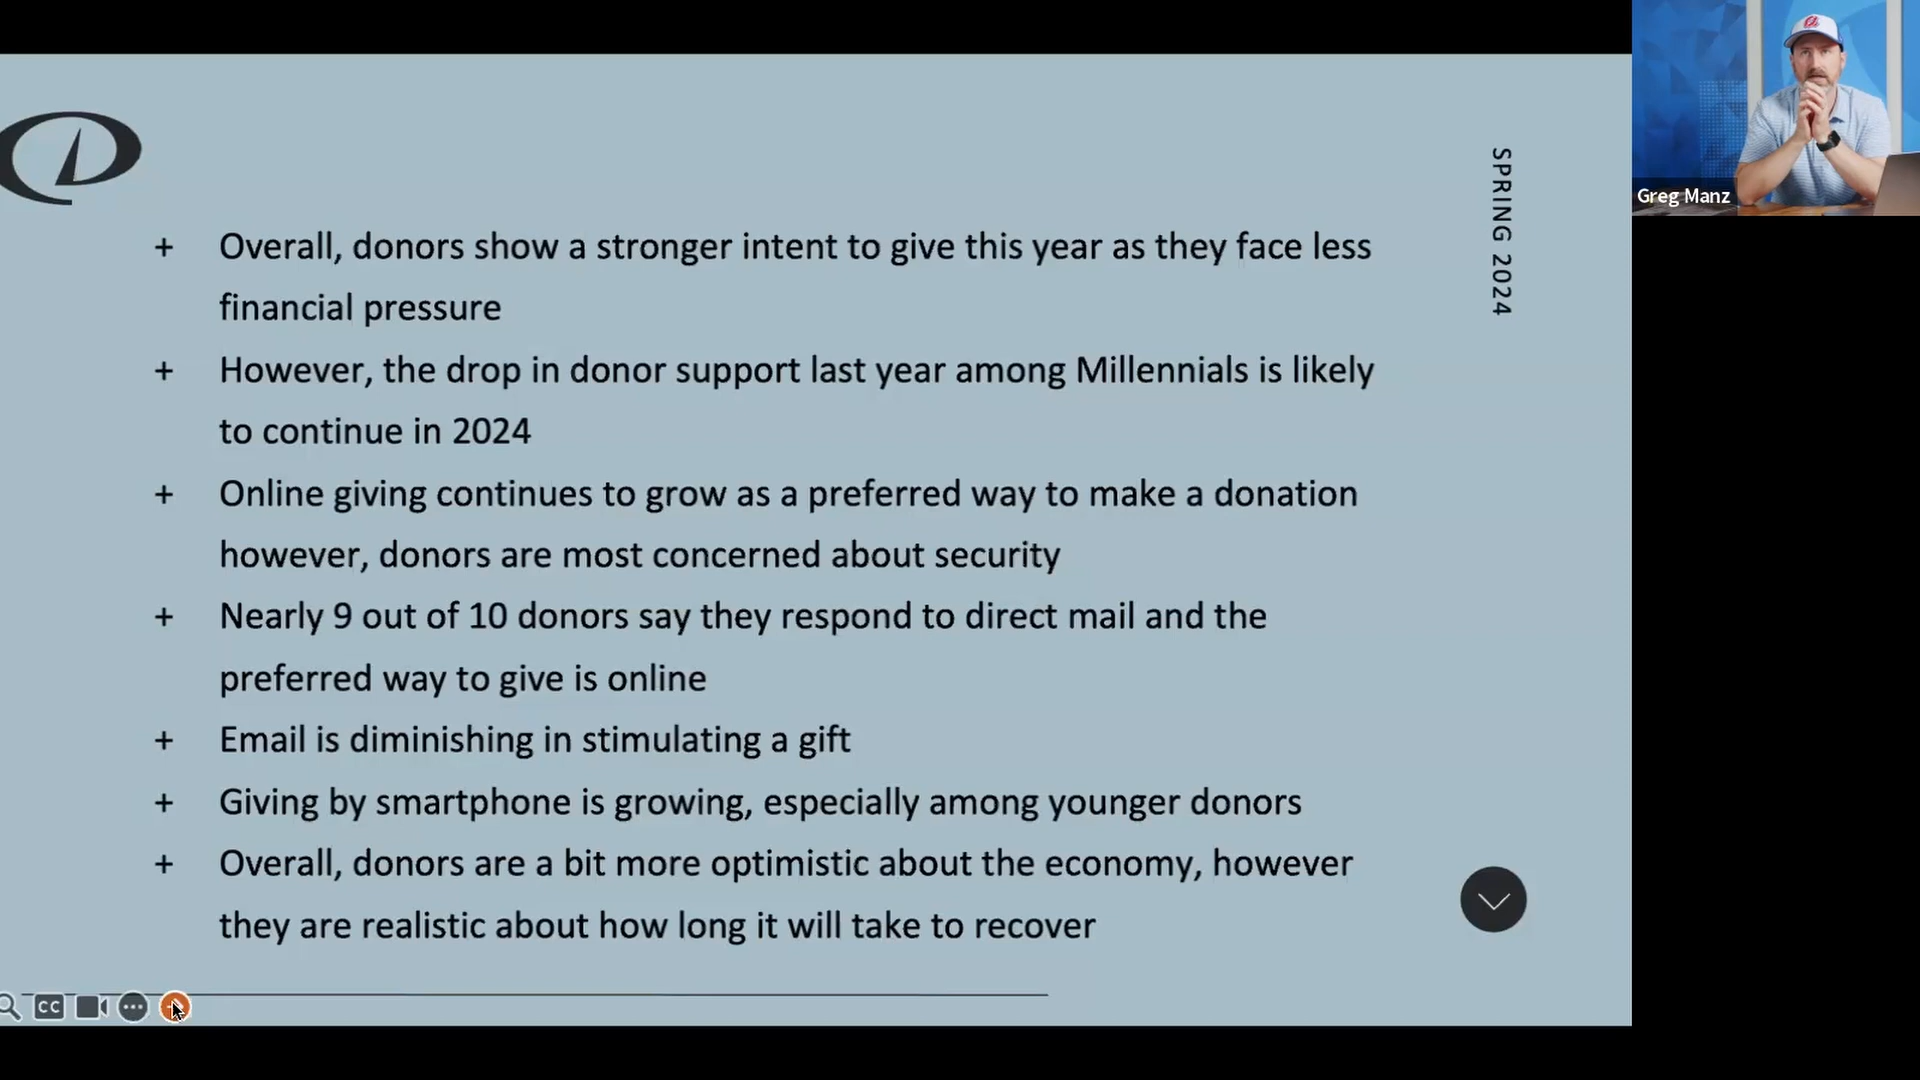 Overall, donors show a stronger intent to give this year as they face less
financial pressure
However, the drop in donor support last year among Millennials is likely
to continue in 2024
Online giving continues to grow as a preferred way to make a donation
however, donors are most concerned about security
Nearly 9 out of 10 donors say they respond to direct mail and the
preferred way to give is online
Email is diminishing in stimulating a gift
Giving by smartphone is growing, especially among younger donors
Overall, donors are a bit more optimistic about the economy, however
they are realistic about how long it will take to recover
SPRING 2024
Greg Manz
CC